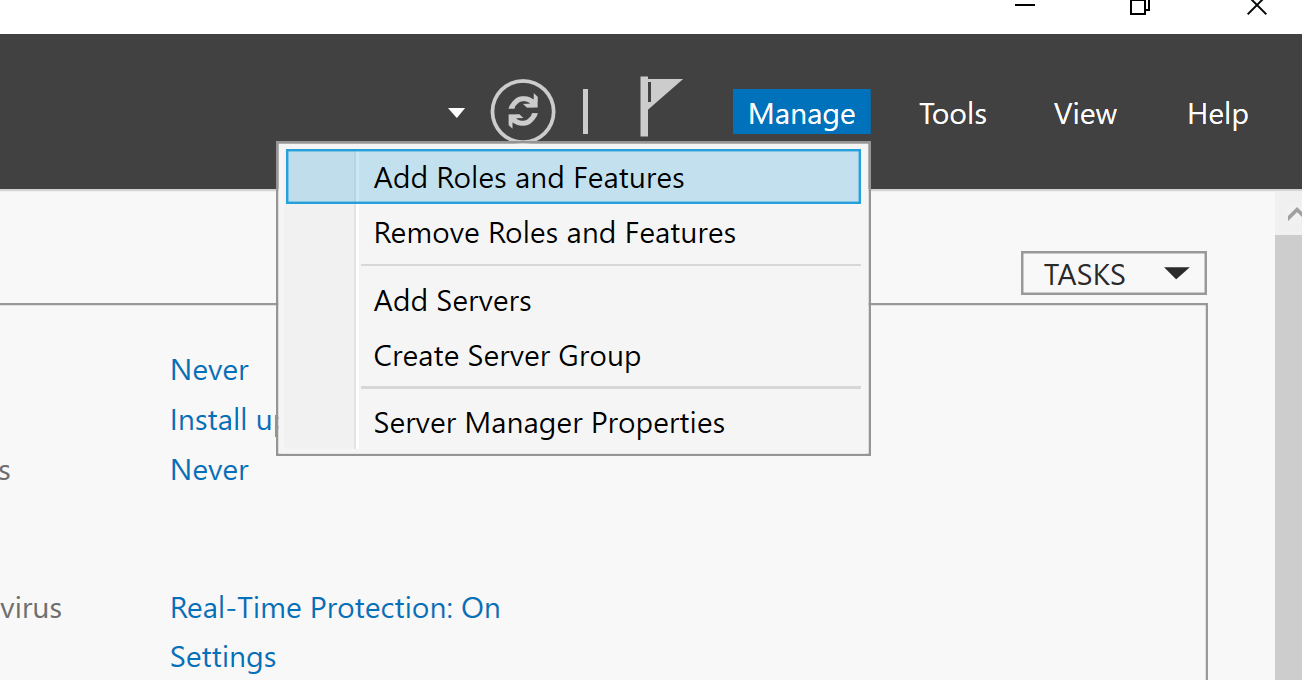 Manage Tools View Help
Add Roles and Features
Remove Roles and Features
TASKS
Add Servers
Create Server Group
Never
Install
Server Manager Properties
Never
Real-Time Protection: On
Settings